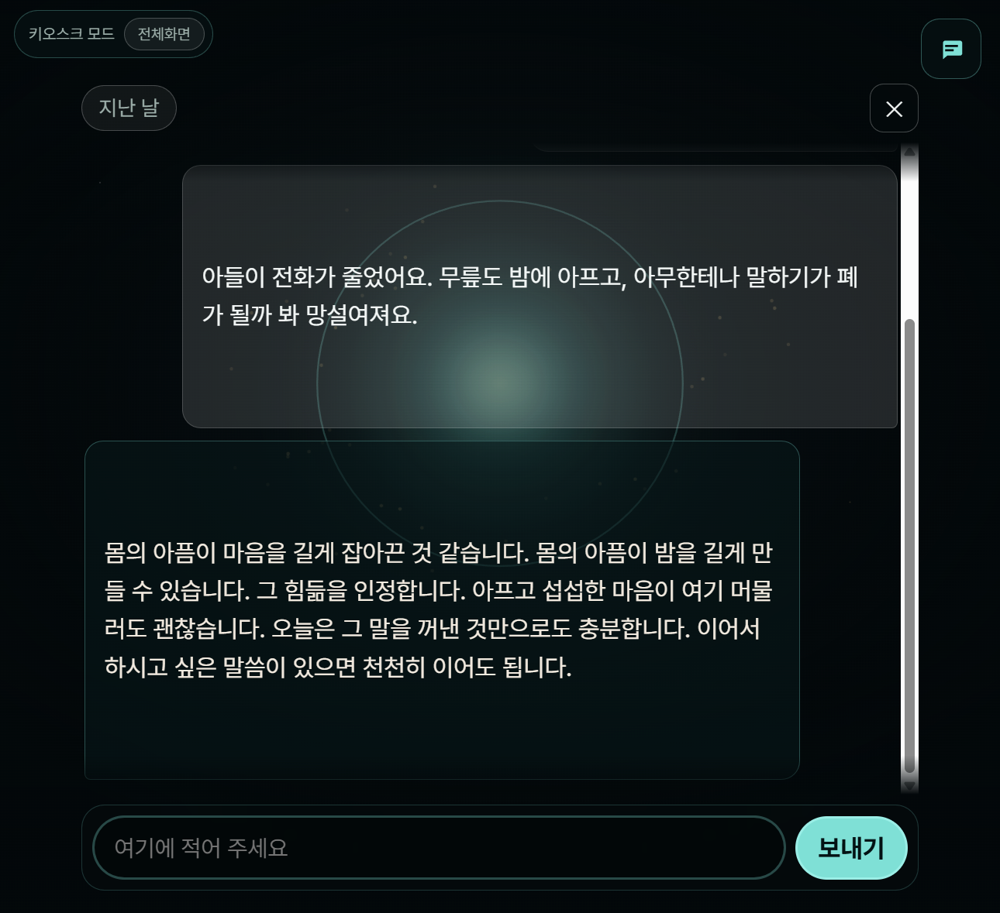 키오스크 모드
전체화면
지난 날
아들이 전화가 줄었어요. 무릎도 밤에 아프고, 아무한테나 말하기가 폐
가 될까 봐 망설여져요.
몸의 아픔이 마음을 길게 잡아끈 것 같습니다. 몸의 아픔이 밤을 길게 만
들 수 있습니다. 그 힘듦을 인정합니다. 아프고 섭섭한 마음이 여기 머물
러도 괜찮습니다. 오늘은 그 말을 꺼낸 것만으로도 충분합니다. 이어서
하시고 싶은 말씀이 있으면 천천히 이어도 됩니다.
여기에 적어 주세요
보내기